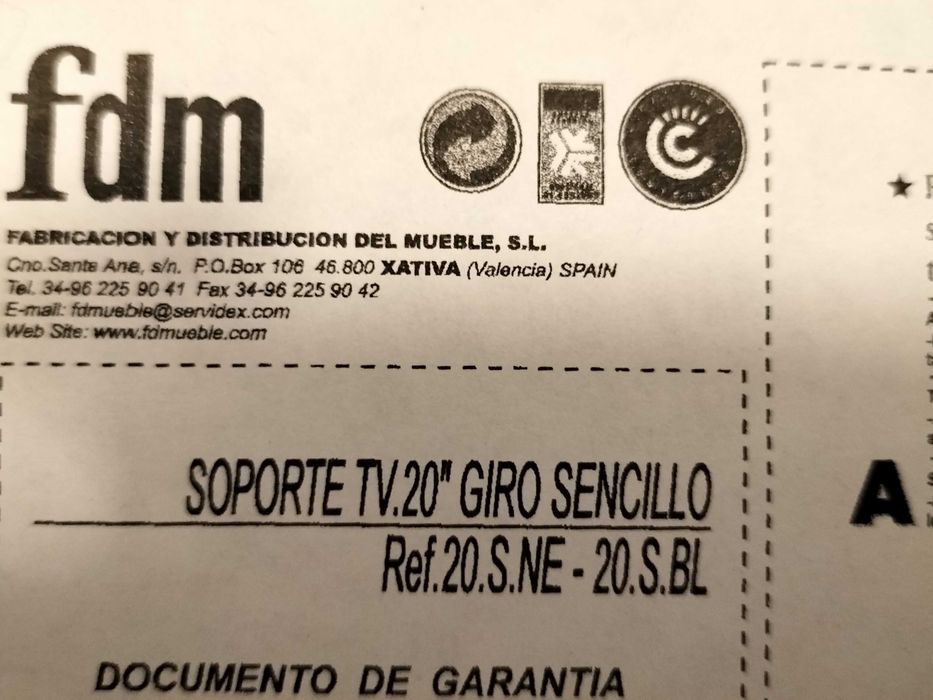 fdm
FABRICACION Y DISTRIBUCION DEL MUEBLE, S.L.
Cno.Santa Ana, s/n. P.O.Box 106 46.800 XATIVA (Valencia) SPAIN
Tel. 34-96 225 90 41 Fax 34-96 225 90 42
E-mail: fdmueble@servidex.com
Web Site: www.fdmueble.com
SOPORTE TV.20" GIRO SENCILLO
Ref.20.S.NE - 20.S.BL
DOCUMENTO DE GARANTIA
A